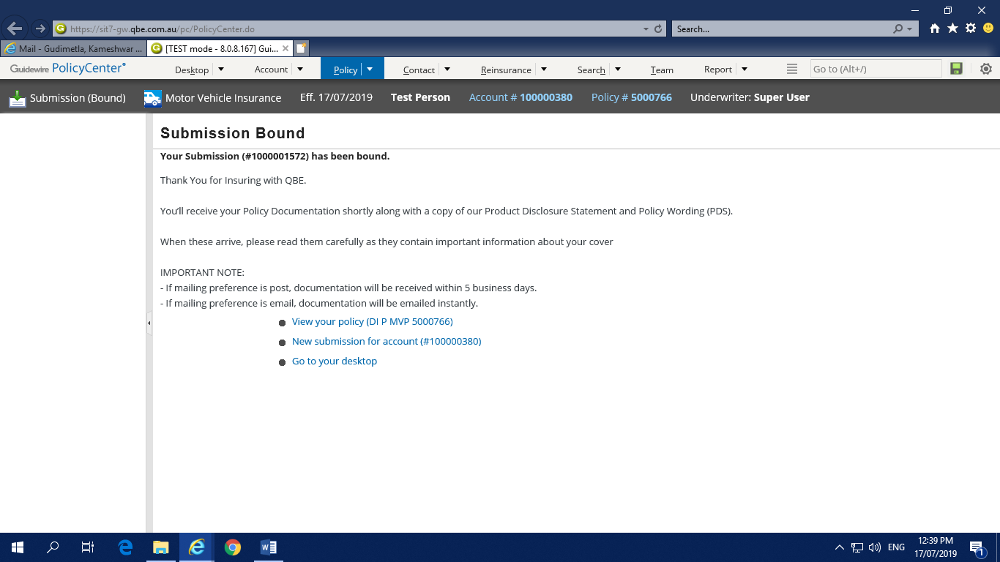 https://sit7-gw.qbe.com.au/pc/PolicyCenter.do
Search...
Mail - Gudimetla, Kameshwar ...
[TEST mode - 8.0.8.167] Gui...
Guidewire PolicyCenter
Desktop
Account
Policy
Contact
Reinsurance
Search
Team
Report
Go to (Alt+/)
Submission (Bound)
Motor Vehicle Insurance
Eff. 17/07/2019
Test Person
Account # 100000380
Policy # 5000766
Underwriter: Super User
Submission Bound
Your Submission (#1000001572) has been bound.
Thank You for Insuring with QBE.
You'll receive your Policy Documentation shortly along with a copy of our Product Disclosure Statement and Policy Wording (PDS).
When these arrive, please read them carefully as they contain important information about your cover
IMPORTANT NOTE:
- If mailing preference is post, documentation will be received within 5 business days.
- If mailing preference is email, documentation will be emailed instantly.
View your policy (DI P MVP 5000766)
New submission for account (#100000380)
Go to your desktop
ENG
12:39 PM
17/07/2019
1